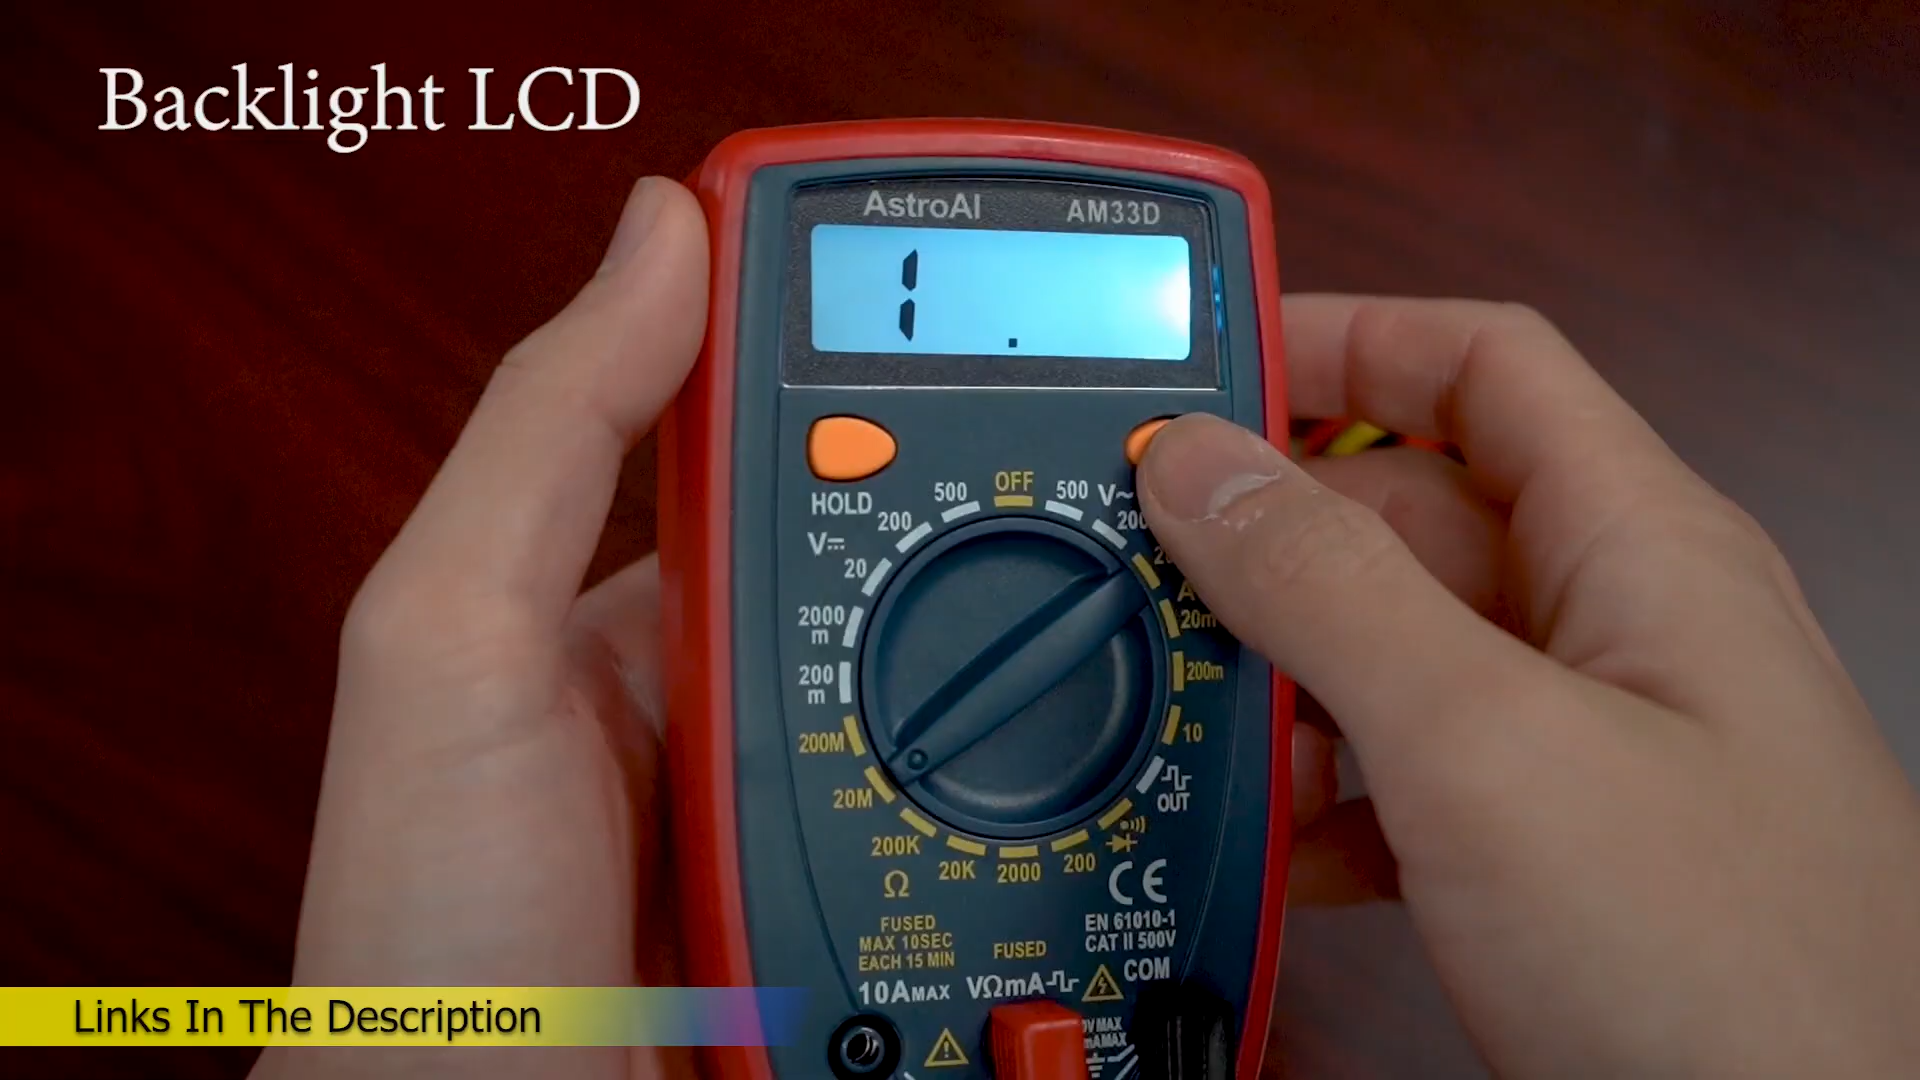 Backlight LCD
AstroAI AM33D
1 .
HOLD
OFF
500
200
V⎓
20
2000
m
200
m
200M
20M
200K
20K
2000
200
Ω
500
V~
200
20m
200m
10
OUT
CE
EN 61010-1
CAT II 500V
FUSED
MAX 10SEC
EACH 15 MIN
FUSED
10AMAX
VΩmA
COM
Links In The Description